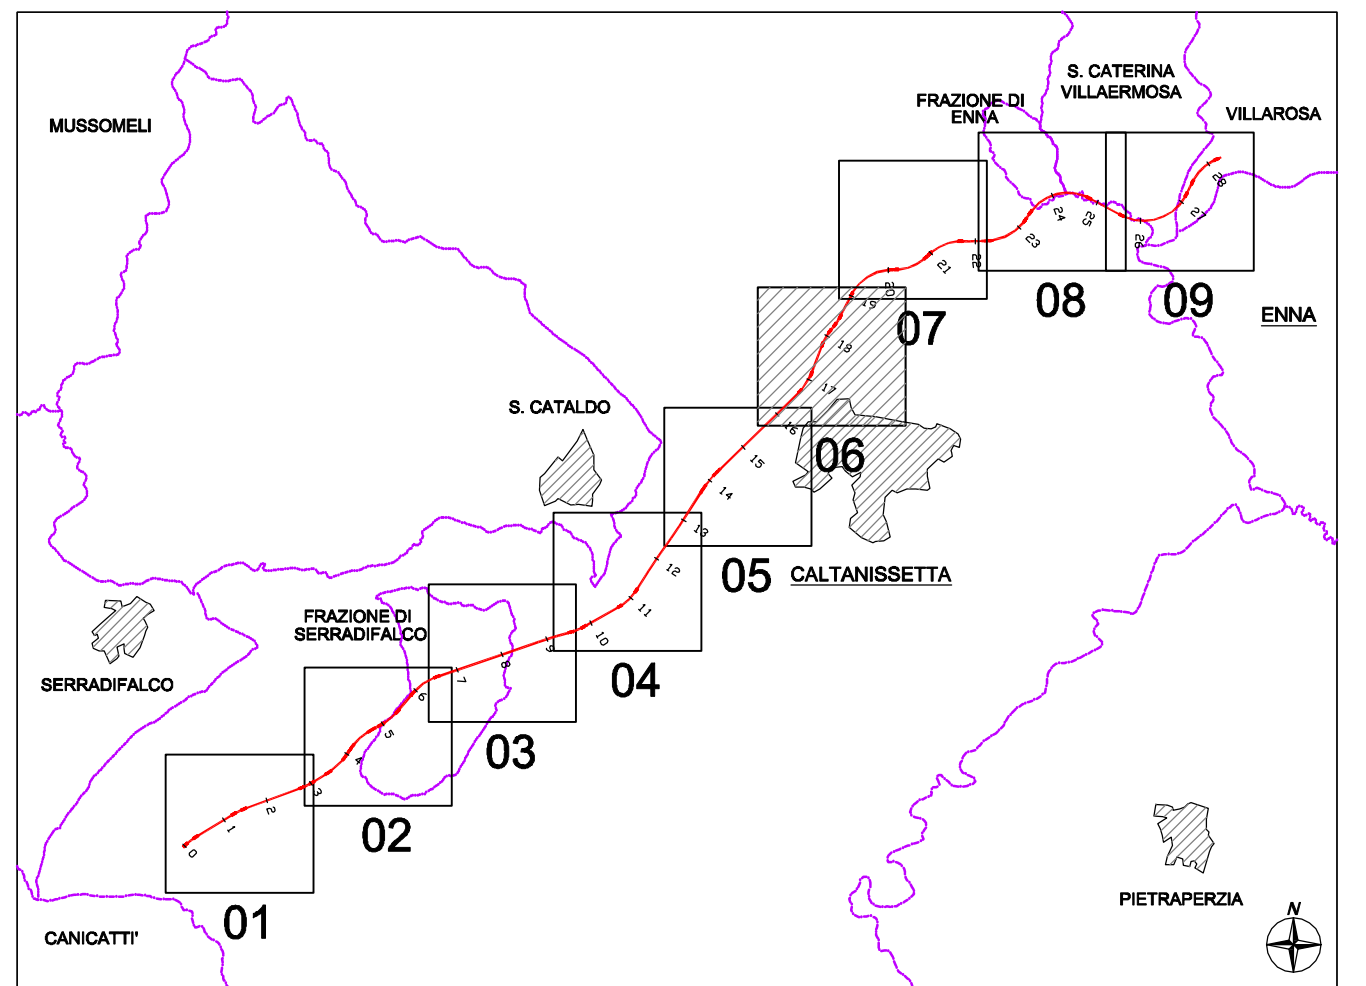 S. CATERINA
VILLAERMOSA
FRAZIONE DI
ENNA
VILLAROSA
MUSSOMELI
28
27
26
25
24
23
22
21
20
19
18
17
16
15
14
13
12
11
10
9
8
7
6
5
4
3
2
1
0
09
08
07
06
05
04
03
02
01
ENNA
S. CATALDO
CALTANISSETTA
FRAZIONE DI
SERRADIFALCO
SERRADIFALCO
PIETRAPERZIA
CANICATTI'
N